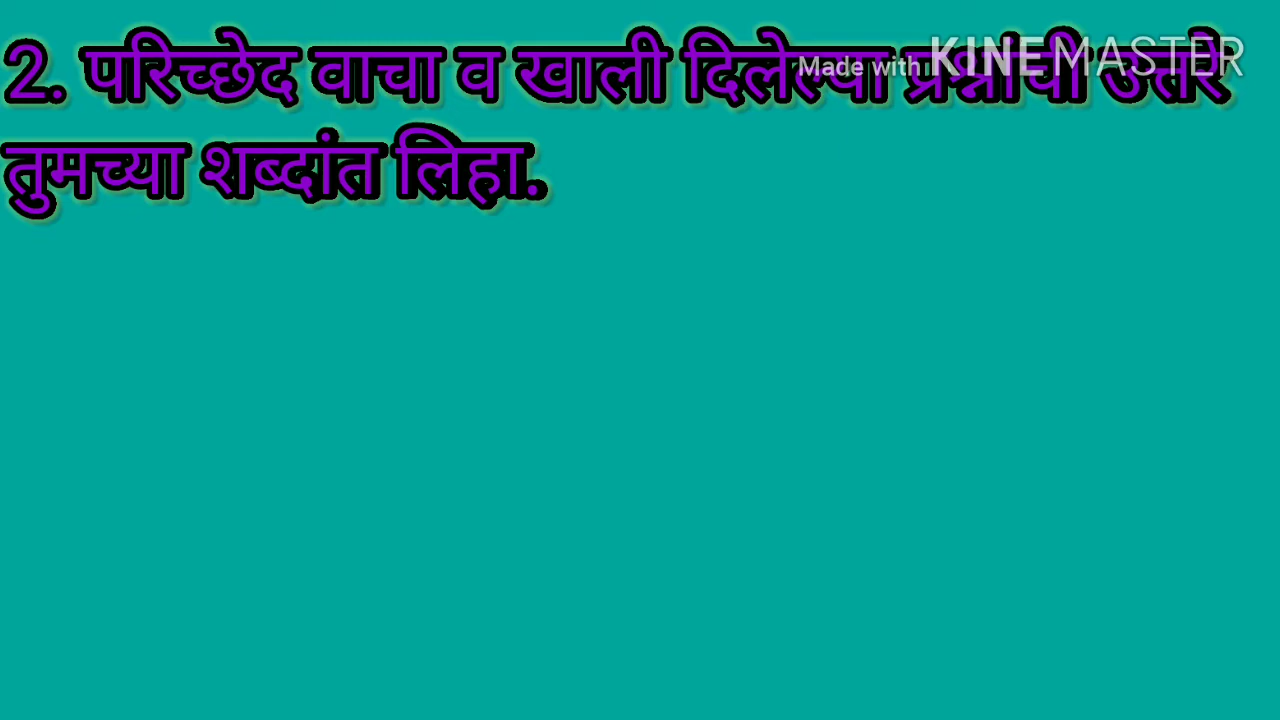 2. परिच्छेद वाचा व खाली दिलेल्या प्रश्नांची उत्तरे
तुमच्या शब्दांत लिहा.
Made with KINEMASTER